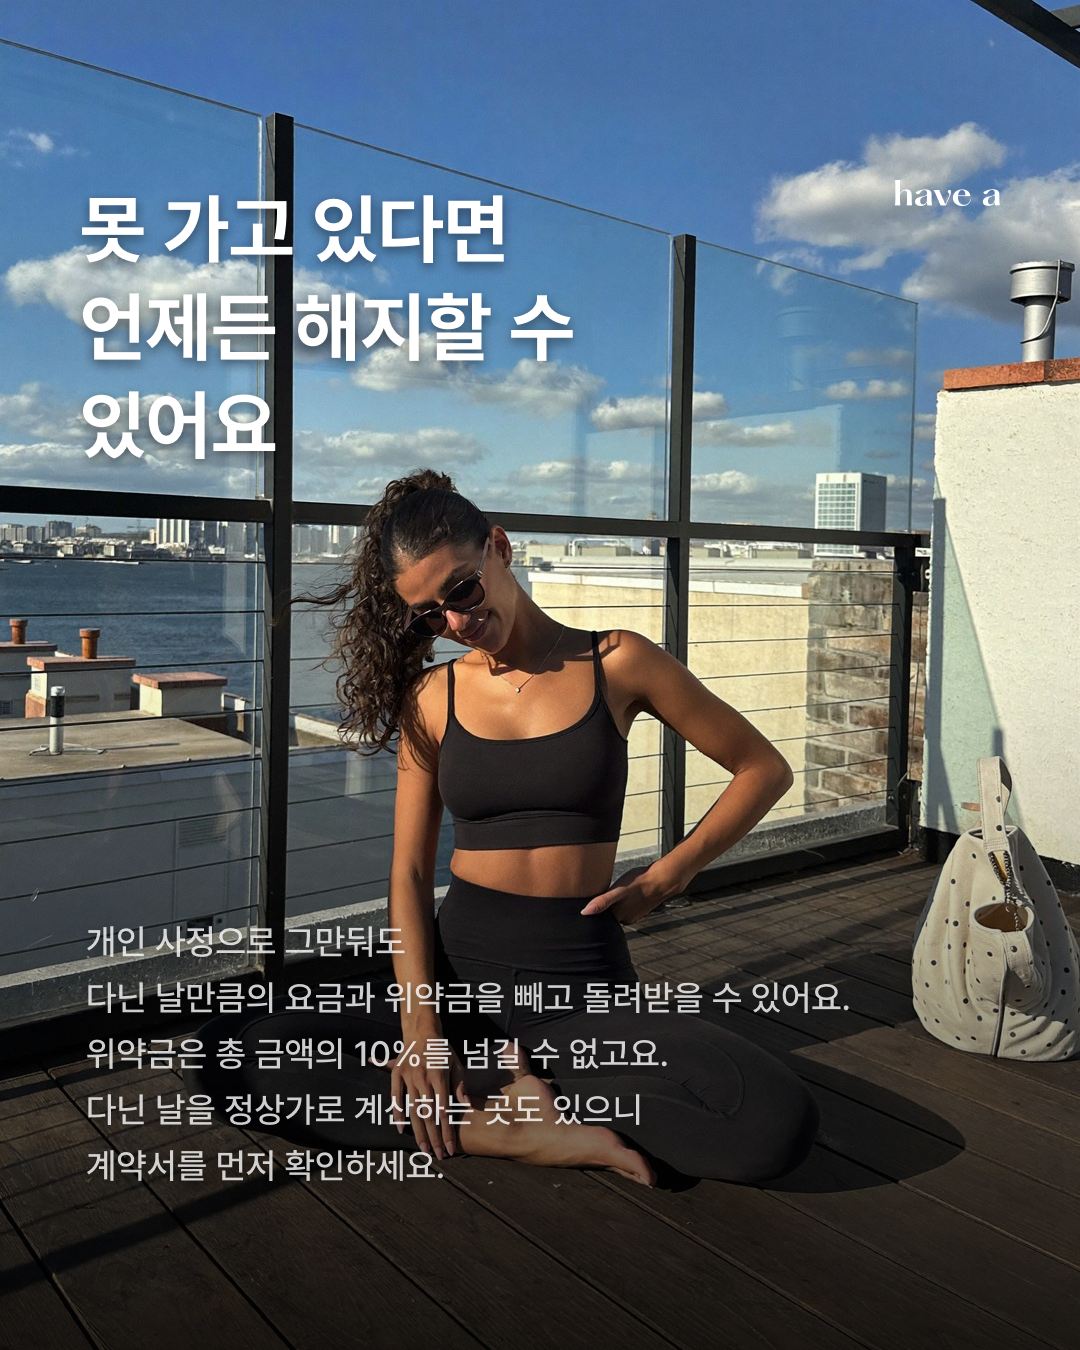 have a
못 가고 있다면
언제든 해지할 수
있어요
개인 사정으로 그만둬도
다닌 날만큼의 요금과 위약금을 빼고 돌려받을 수 있어요.
위약금은 총 금액의 10%를 넘길 수 없고요.
다닌 날을 정상가로 계산하는 곳도 있으니
계약서를 먼저 확인하세요.